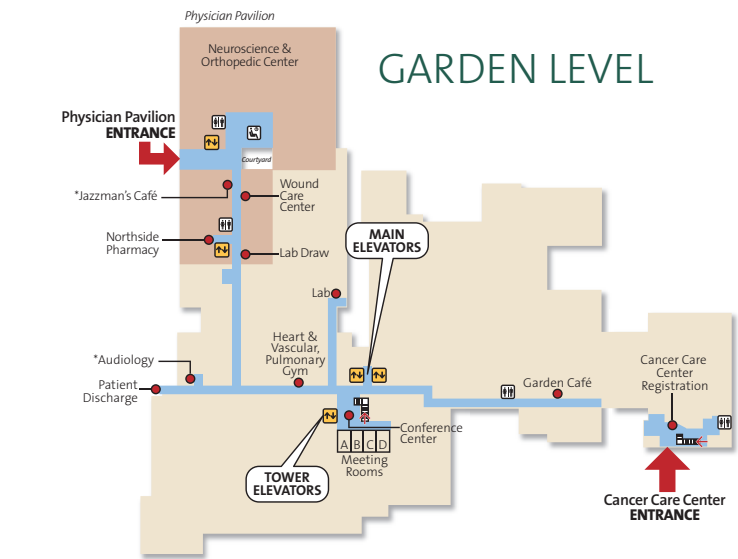 Physician Pavilion
Neuroscience &
Orthopedic Center
GARDEN LEVEL
Physician Pavilion
ENTRANCE
Courtyard
*Jazzman's Café
Wound
Care
Center
Northside
Pharmacy
Lab Draw
MAIN
ELEVATORS
Lab
Heart &
Vascular,
Pulmonary
Gym
*Audiology
Patient
Discharge
Garden Café
Cancer Care
Center
Registration
Conference
Center
A B C D
Meeting
Rooms
TOWER
ELEVATORS
Cancer Care Center
ENTRANCE